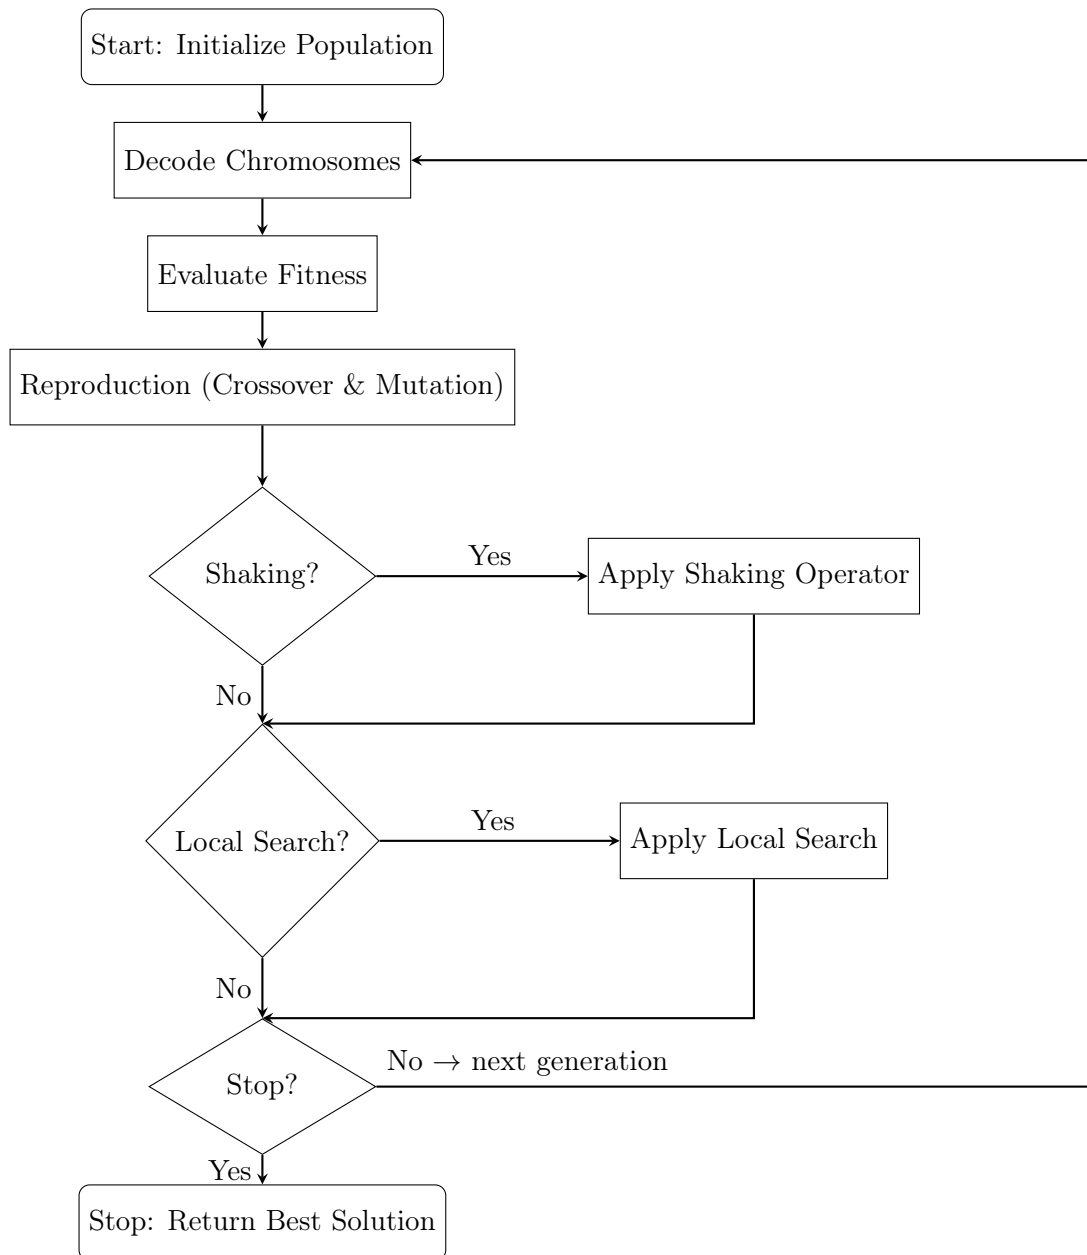 Start: Initialize Population
Decode Chromosomes
Evaluate Fitness
Reproduction (Crossover & Mutation)
Shaking?
Yes
Apply Shaking Operator
No
Local Search?
Yes
Apply Local Search
No
Stop?
No → next generation
Yes
Stop: Return Best Solution